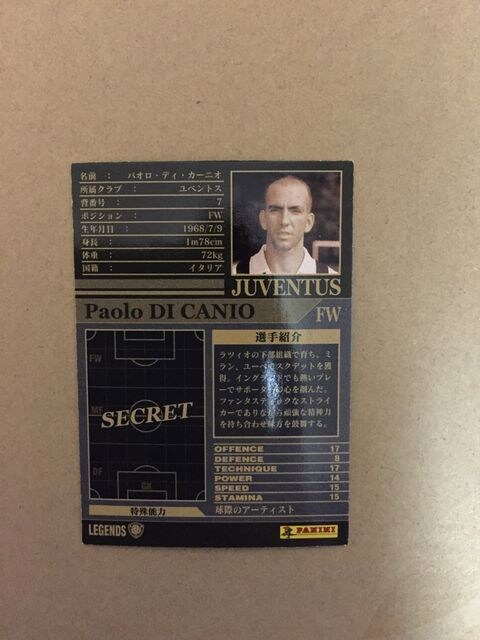 名前 : パオロ・ディ・カーニオ
所属クラブ : ユベントス
背番号 : 7
ポジション : FW
生年月日 : 1968/7/9
身長 : 1m78cm
体重 : 72kg
国籍 : イタリア
JUVENTUS
Paolo DI CANIO FW
FW
MF
SECRET
DF
GK
選手紹介
ラツィオの下部組織で育ち、ミ
ラン、ユーベでスクデットを獲
得。イングランドでも熱いプレ
ーでサポーターの心を掴んだ。
ファンタスティックなストライ
カーでありながら頑強な精神力
を持ち合わせ味方を鼓舞する。
OFFENCE 17
DEFENCE 8
TECHNIQUE 17
POWER 14
SPEED 15
STAMINA 15
特殊能力 球際のアーティスト
LEGENDS
PANINI